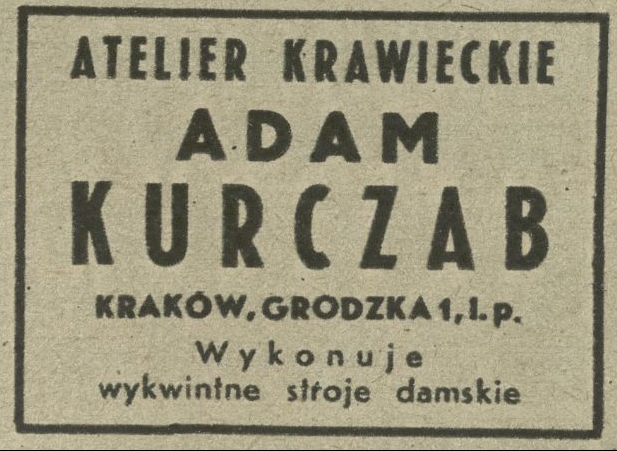 ATELIER KRAWIECKIE
ADAM
KURCZAB
KRAKÓW, GRODZKA 1, I. p.
Wykonuje
wykwintne stroje damskie